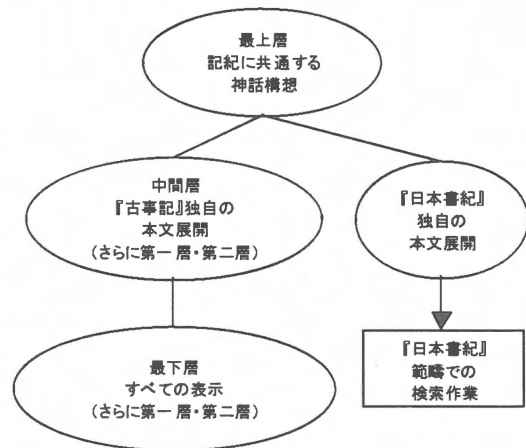 最上層
記紀に共通する
神話構想
中間層
『古事記』独自の
本文展開
(さらに第一層・第二層)
『日本書紀』
独自の
本文展開
最下層
すべての表示
(さらに第一層・第二層)
『日本書紀』
範疇での
検索作業